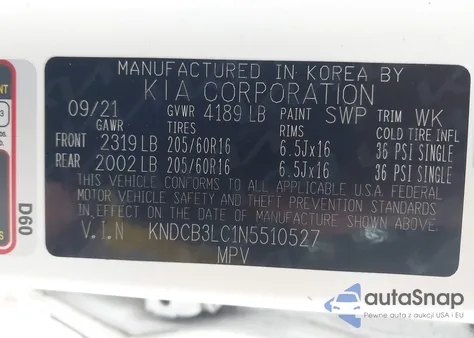 MANUFACTURED IN KOREA BY
KIA CORPORATION
09/21 GVWR 4189 LB PAINT SWP TRIM WK
GAWR TIRES RIMS COLD TIRE INFL
FRONT 2319 LB 205/60R16 6.5Jx16 36 PSI SINGLE
REAR 2002 LB 205/60R16 6.5Jx16 36 PSI SINGLE
THIS VEHICLE CONFORMS TO ALL APPLICABLE U.S. FEDERAL
MOTOR VEHICLE SAFETY AND THEFT PREVENTION STANDARDS
IN EFFECT ON THE DATE OF MANUFACTURE SHOWN ABOVE.
V.I.N KNDCB3LC1N5510527
MPV
D60
3
S
autoSnap
Pewne auto z aukcji USA i EU